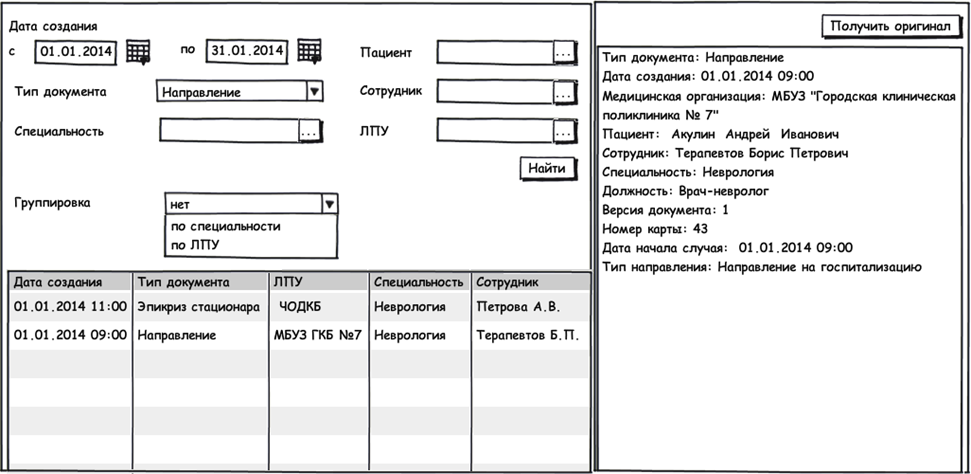 Дата создания
с 01.01.2014 по 31.01.2014
Пациент ...
Тип документа Направление
Сотрудник ...
Специальность ...
ЛПУ ...
Найти
Группировка нет
по специальности
по ЛПУ
Дата создания Тип документа ЛПУ Специальность Сотрудник
01.01.2014 11:00 Эпикриз стационара ЧОДКБ Неврология Петрова А.В.
01.01.2014 09:00 Направление МБУЗ ГКБ №7 Неврология Терапевтов Б.П.
Получить оригинал
Тип документа: Направление
Дата создания: 01.01.2014 09:00
Медицинская организация: МБУЗ "Городская клиническая
поликлиника № 7"
Пациент: Акулин Андрей Иванович
Сотрудник: Терапевтов Борис Петрович
Специальность: Неврология
Должность: Врач-невролог
Версия документа: 1
Номер карты: 43
Дата начала случая: 01.01.2014 09:00
Тип направления: Направление на госпитализацию